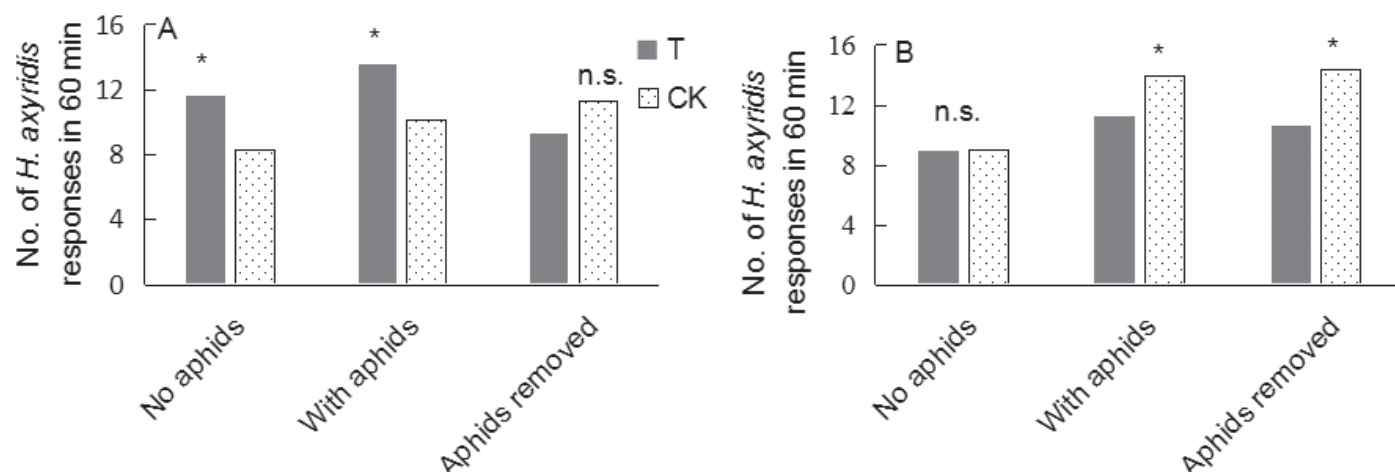 No. of H. axyridis
responses in 60 min
16
12
8
4
0
A
*
*
n.s.
T
CK
No aphids
With aphids
Aphids removed
No. of H. axyridis
responses in 60 min
16
12
8
4
0
B
n.s.
*
*
No aphids
With aphids
Aphids removed